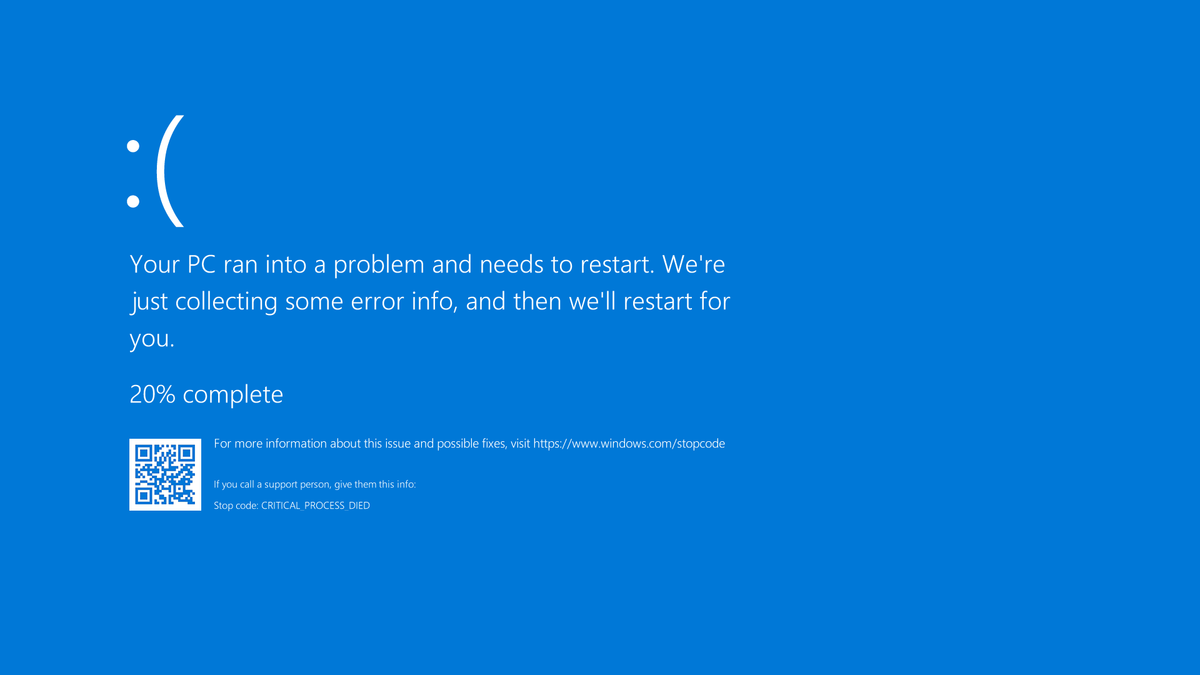 :(
Your PC ran into a problem and needs to restart. We're
just collecting some error info, and then we'll restart for
you.
20% complete
For more information about this issue and possible fixes, visit https://www.windows.com/stopcode
If you call a support person, give them this info:
Stop code: CRITICAL_PROCESS_DIED